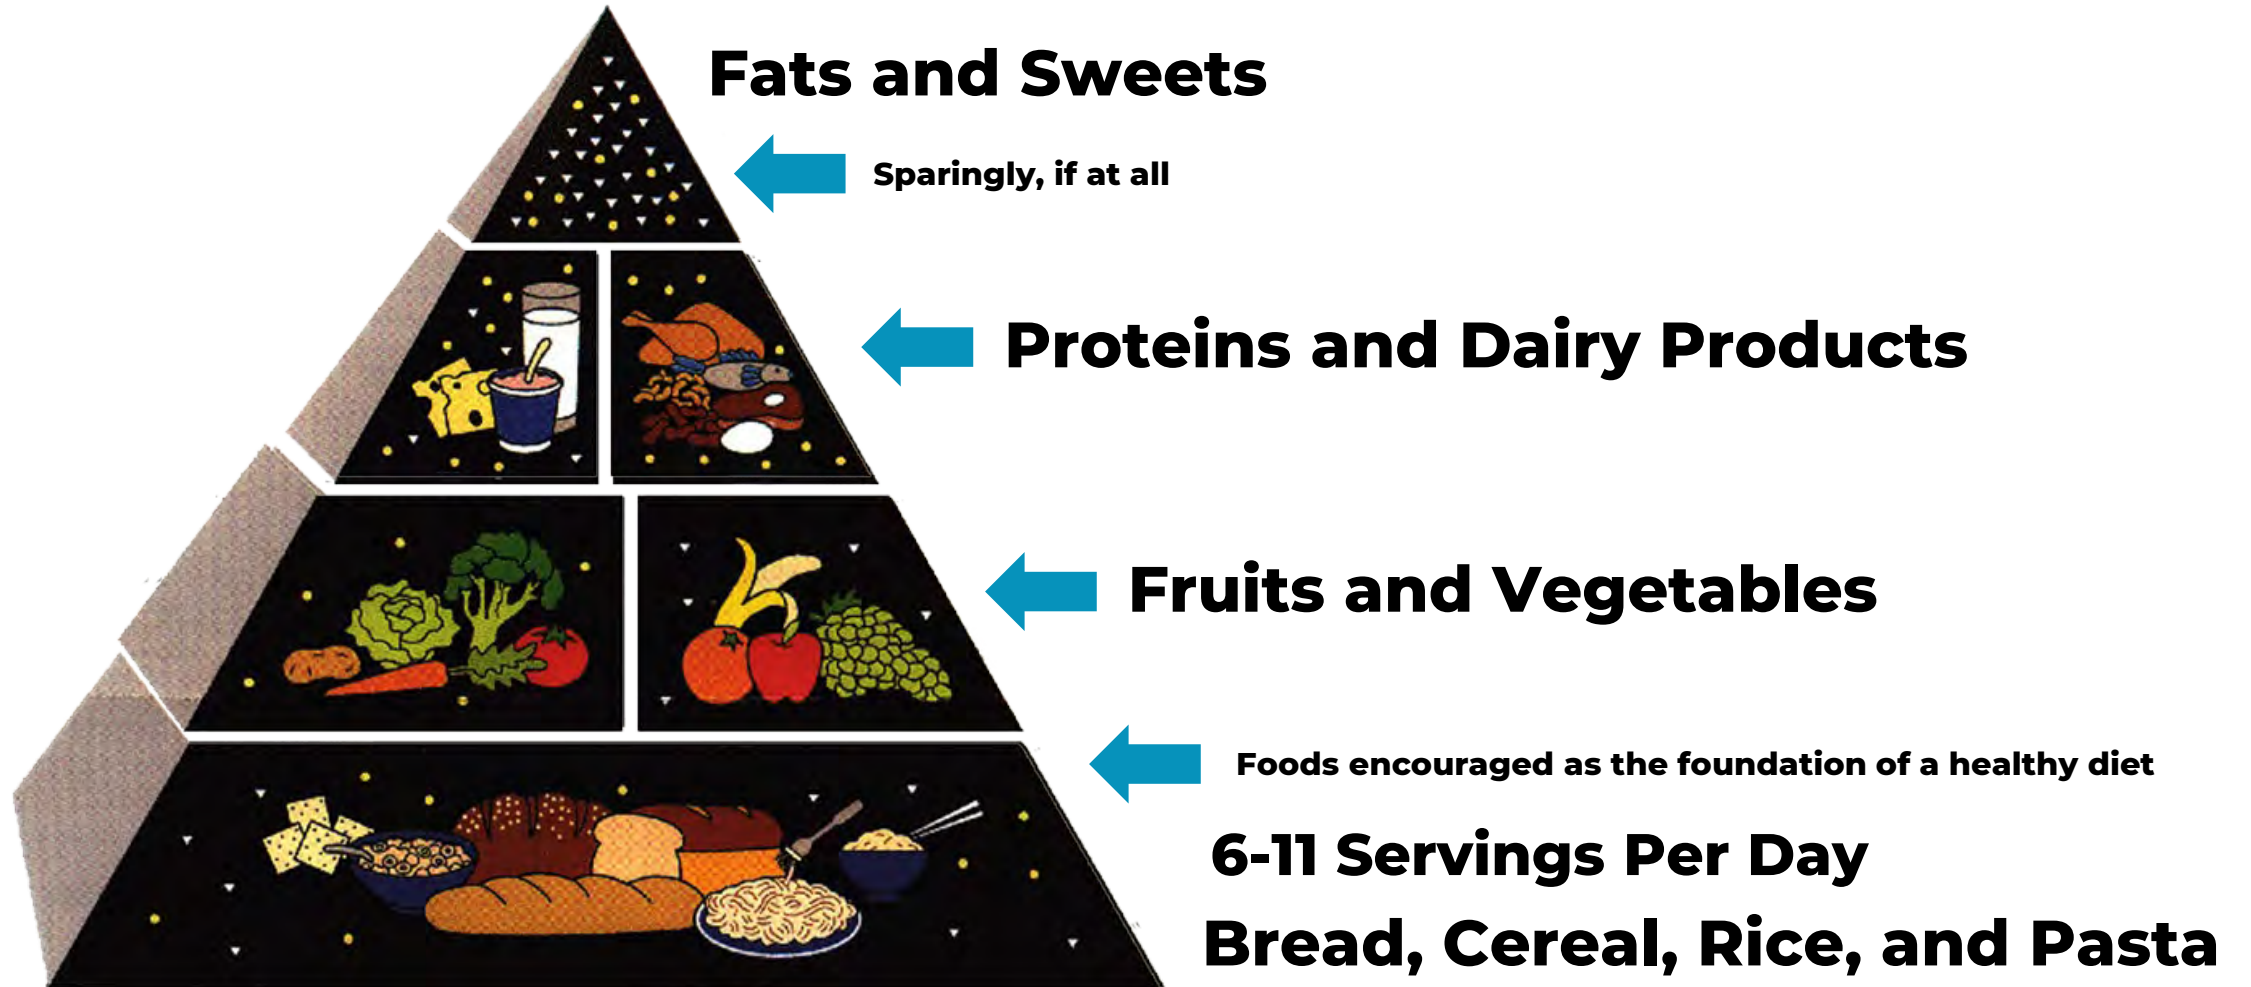 Fats and Sweets
Sparingly, if at all
Proteins and Dairy Products
Fruits and Vegetables
Foods encouraged as the foundation of a healthy diet
6-11 Servings Per Day
Bread, Cereal, Rice, and Pasta